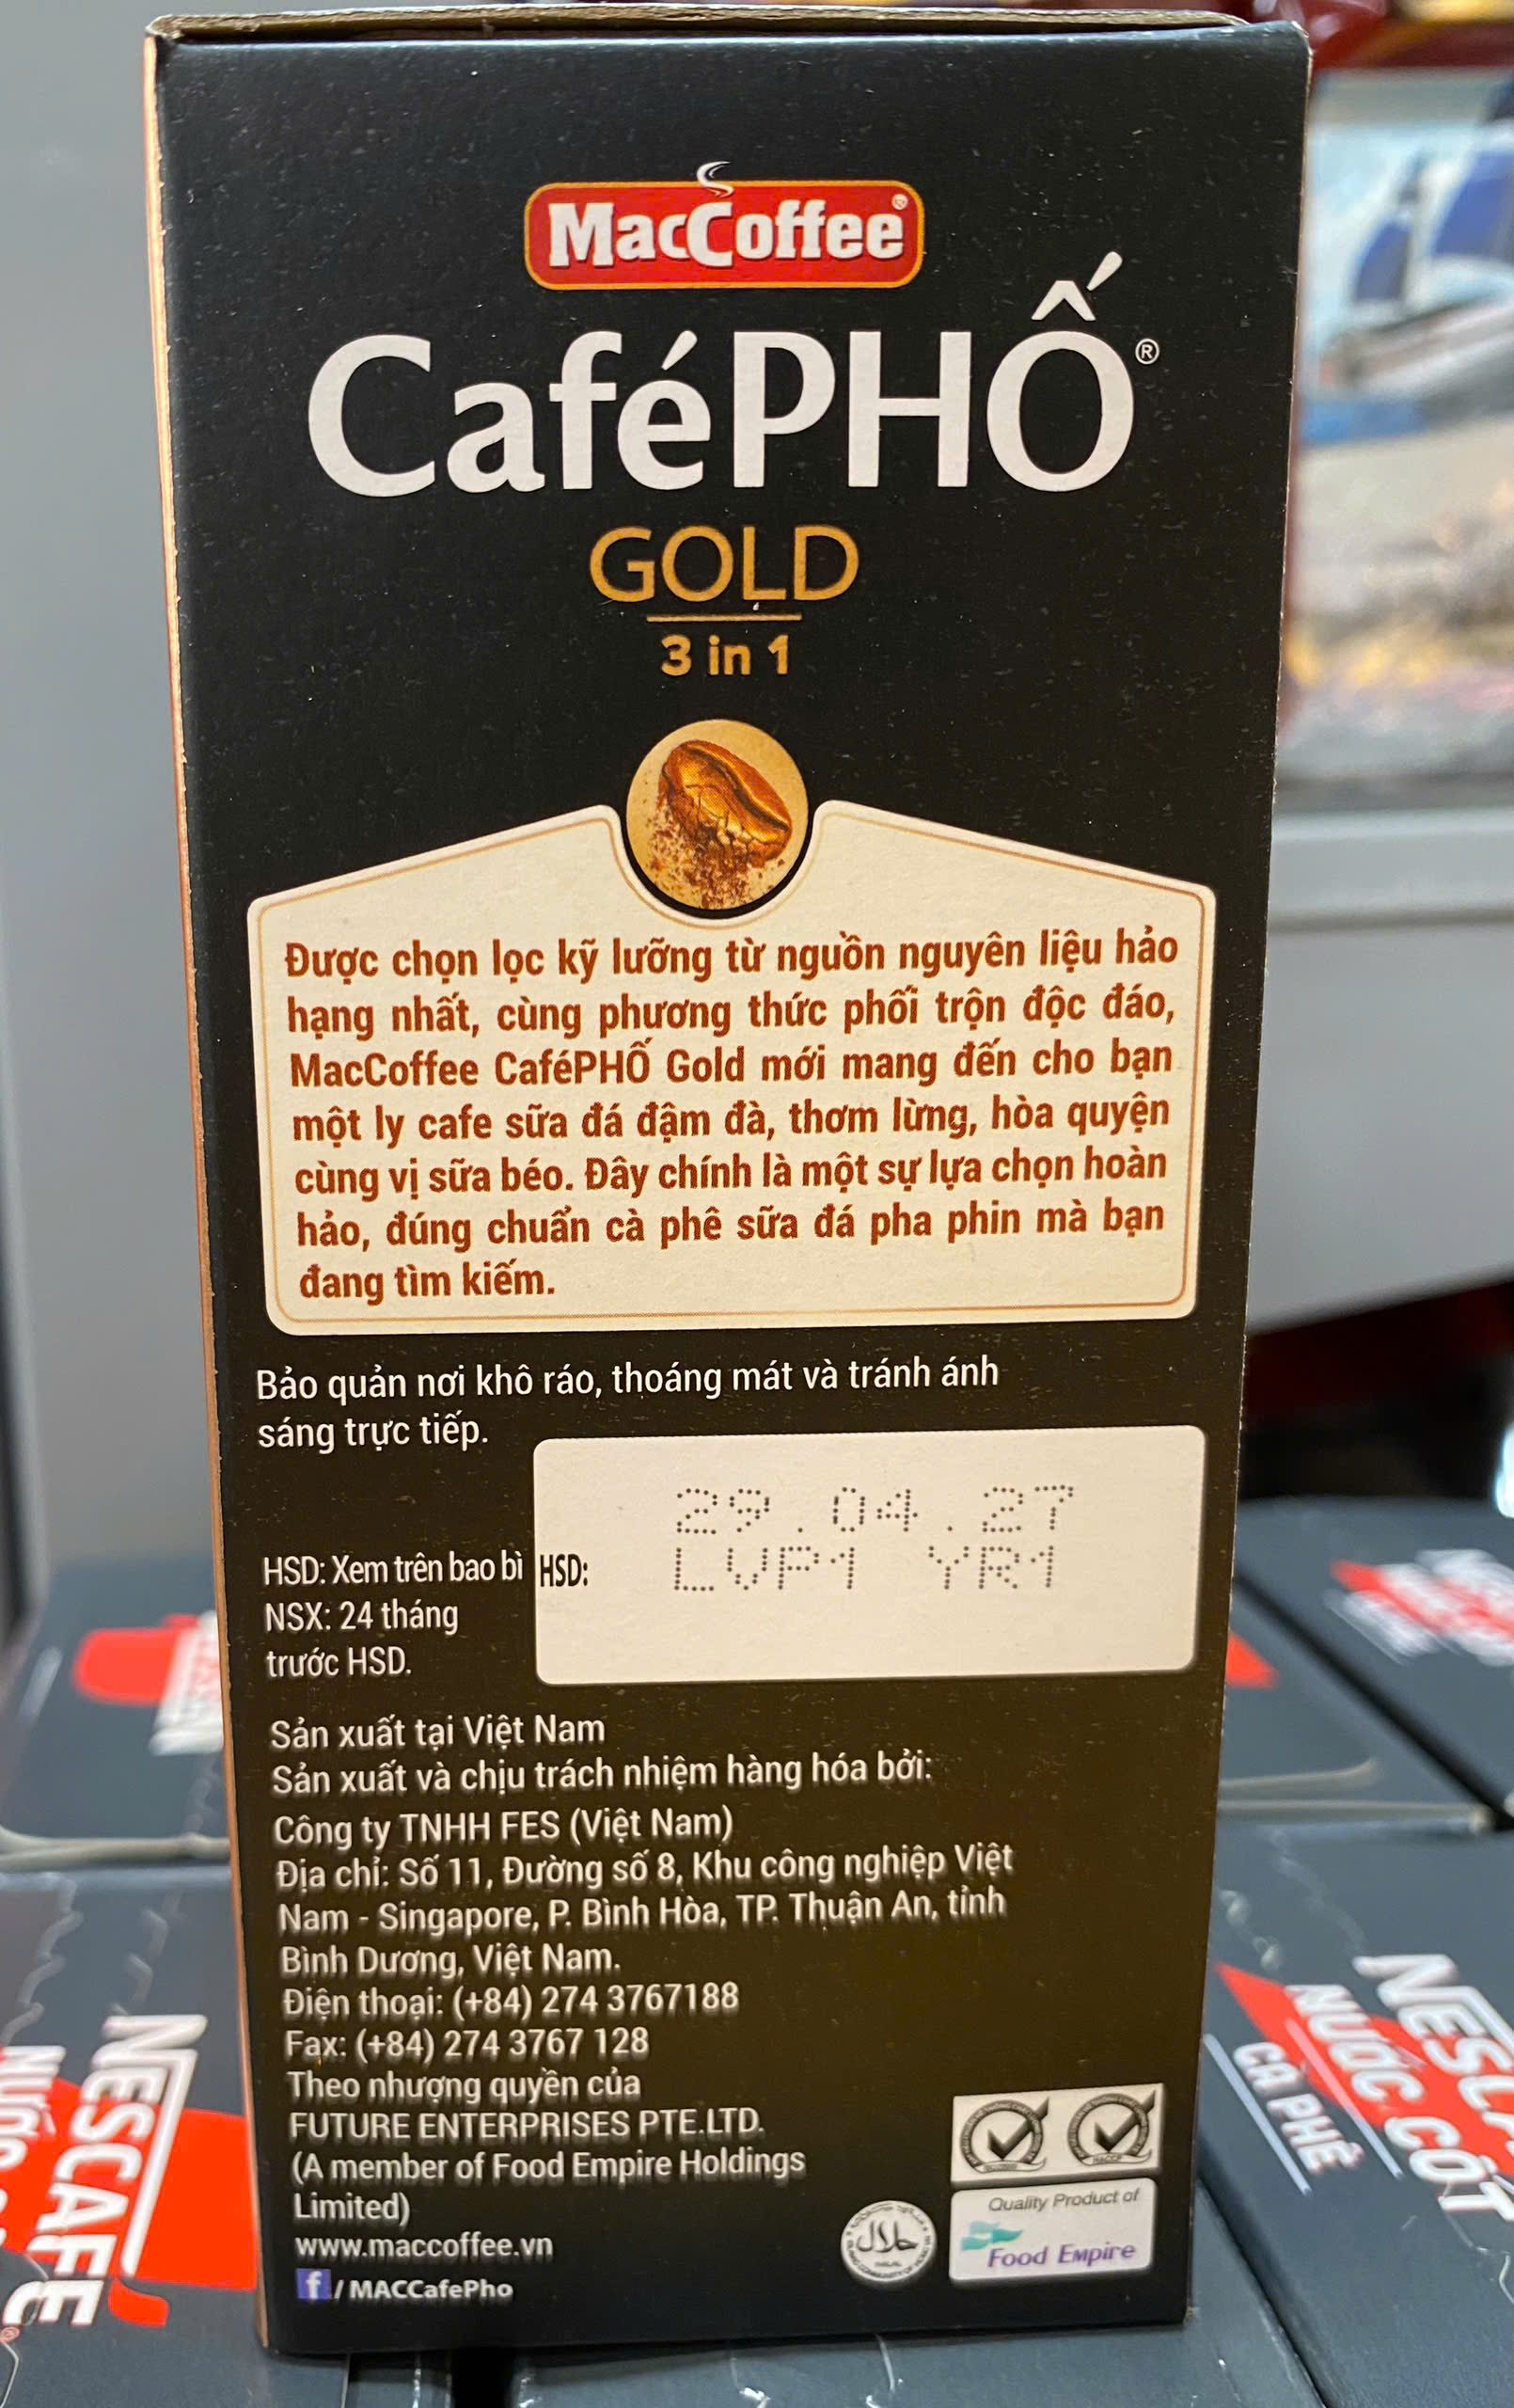 MacCoffee®
CaféPHỐ®
GOLD
3 in 1
Được chọn lọc kỹ lưỡng từ nguồn nguyên liệu hảo
hạng nhất, cùng phương thức phối trộn độc đáo,
MacCoffee CaféPHỐ Gold mới mang đến cho bạn
một ly cafe sữa đá đậm đà, thơm lừng, hòa quyện
cùng vị sữa béo. Đây chính là một sự lựa chọn hoàn
hảo, đúng chuẩn cà phê sữa đá pha phin mà bạn
đang tìm kiếm.
Bảo quản nơi khô ráo, thoáng mát và tránh ánh
sáng trực tiếp.
29.04.27
LVP1 YR1
HSD: Xem trên bao bì HSD:
NSX: 24 tháng
trước HSD.
Sản xuất tại Việt Nam
Sản xuất và chịu trách nhiệm hàng hóa bởi:
Công ty TNHH FES (Việt Nam)
Địa chỉ: Số 11, Đường số 8, Khu công nghiệp Việt
Nam - Singapore, P. Bình Hòa, TP. Thuận An, tỉnh
Bình Dương, Việt Nam.
Điện thoại: (+84) 274 3767188
Fax: (+84) 274 3767 128
Theo nhượng quyền của
FUTURE ENTERPRISES PTE.LTD.
(A member of Food Empire Holdings
Limited)
www.maccoffee.vn
f / MACCafePho
حلال
HALAL
HACCP
Quality Product of
Food Empire
NESCAFÉ
NESCA
NƯỚC CỐT
CÀ PHÊ